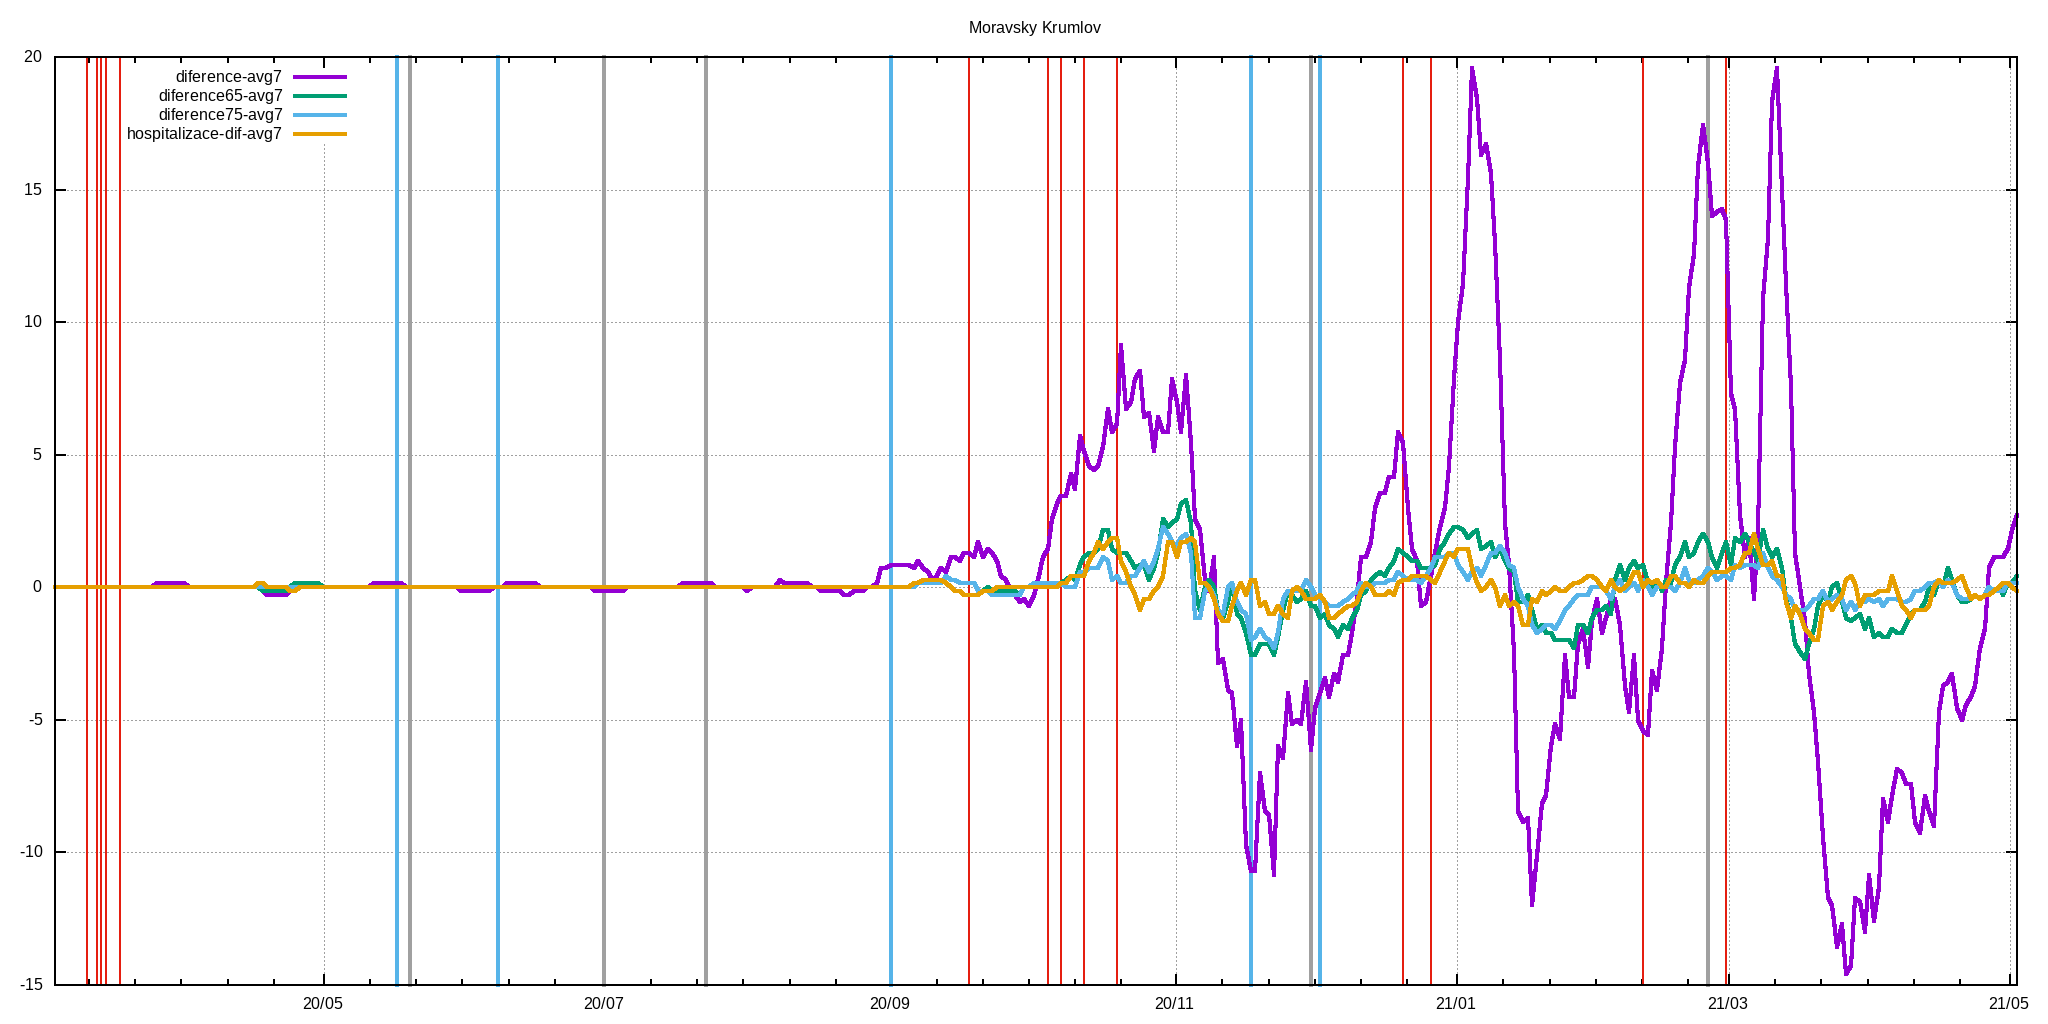 Moravsky Krumlov
20
diference-avg7
diference65-avg7
diference75-avg7
hospitalizace-dif-avg7
15
10
5
0
-5
-10
-15
20/05 20/07 20/09 20/11 21/01 21/03 21/05